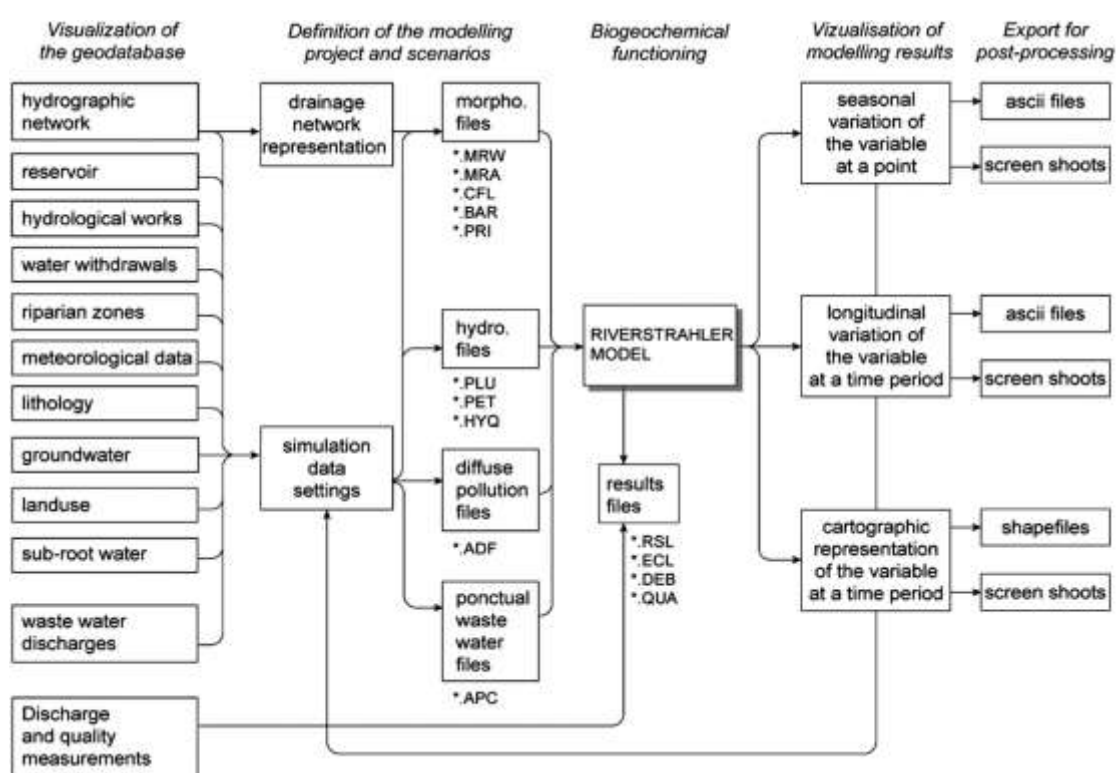 Visualization of
the geodatabase
Definition of the modelling
project and scenarios
Biogeochemical
functioning
Vizualisation of
modelling results
Export for
post-processing
hydrographic
network
reservoir
hydrological works
water withdrawals
riparian zones
meteorological data
lithology
groundwater
landuse
sub-root water
waste water
discharges
Discharge
and quality
measurements
drainage
network
representation
simulation
data
settings
morpho.
files
*.MRW
*.MRA
*.CFL
*.BAR
*.PRI
hydro.
files
*.PLU
*.PET
*.HYQ
diffuse
pollution
files
*.ADF
ponctual
waste
water
files
*.APC
RIVERSTRAHLER
MODEL
results
files
*.RSL
*.ECL
*.DEB
*.QUA
seasonal
variation of
the variable
at a point
longitudinal
variation of
the variable
at a time period
cartographic
representation
of the variable
at a time period
ascii files
screen shoots
ascii files
screen shoots
shapefiles
screen shoots